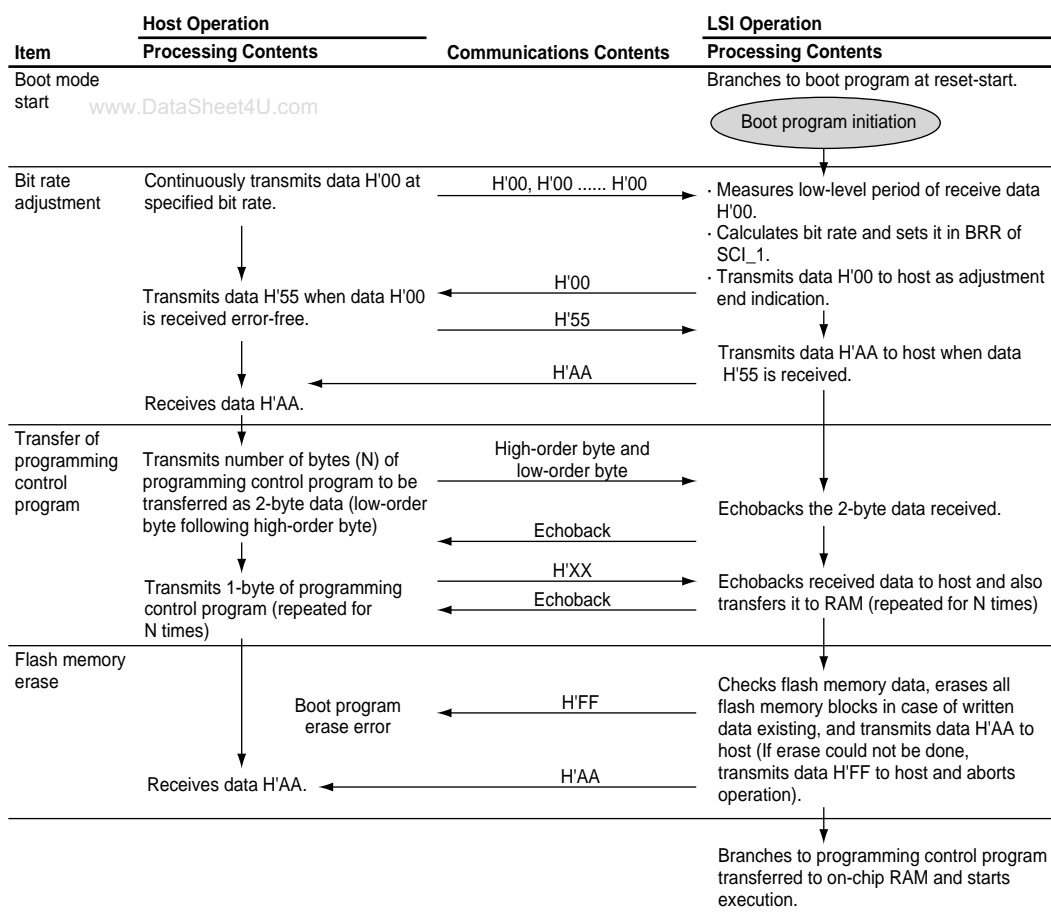 Host Operation
LSI Operation
Item
Processing Contents
Communications Contents
Processing Contents
Boot mode
start
Branches to boot program at reset-start.
www.DataSheet4U.com
Boot program initiation
Bit rate
adjustment
Continuously transmits data H'00 at
specified bit rate.
H'00, H'00 ...... H'00
· Measures low-level period of receive data
H'00.
· Calculates bit rate and sets it in BRR of
SCI_1.
· Transmits data H'00 to host as adjustment
end indication.
H'00
Transmits data H'55 when data H'00
is received error-free.
H'55
Transmits data H'AA to host when data
H'55 is received.
H'AA
Receives data H'AA.
Transfer of
programming
control
program
Transmits number of bytes (N) of
programming control program to be
transferred as 2-byte data (low-order
byte following high-order byte)
High-order byte and
low-order byte
Echobacks the 2-byte data received.
Echoback
Transmits 1-byte of programming
control program (repeated for
N times)
H'XX
Echoback
Echobacks received data to host and also
transfers it to RAM (repeated for N times)
Flash memory
erase
Boot program
erase error
H'FF
Checks flash memory data, erases all
flash memory blocks in case of written
data existing, and transmits data H'AA to
host (If erase could not be done,
transmits data H'FF to host and aborts
operation).
Receives data H'AA.
H'AA
Branches to programming control program
transferred to on-chip RAM and starts
execution.